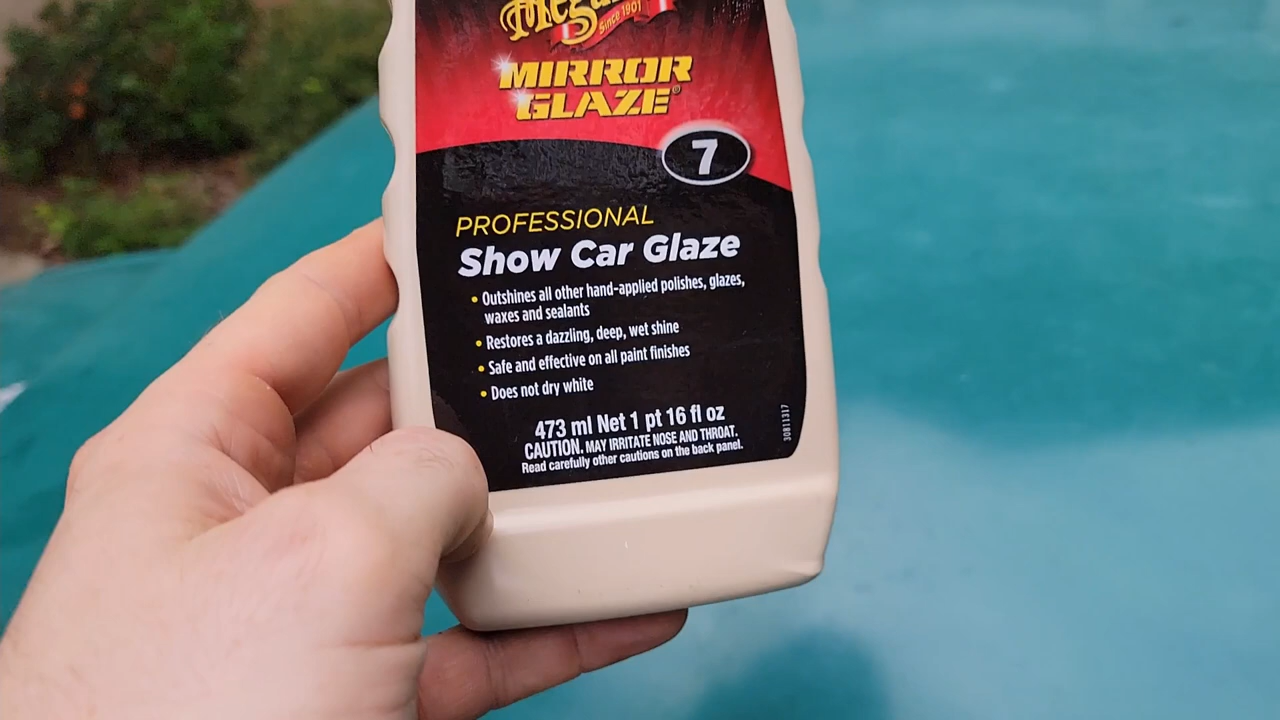 Since 1901
MIRROR
GLAZE®
7
PROFESSIONAL
Show Car Glaze
• Outshines all other hand-applied polishes, glazes,
waxes and sealants
• Restores a dazzling, deep, wet shine
• Safe and effective on all paint finishes
• Does not dry white
473 ml Net 1 pt 16 fl oz
CAUTION. MAY IRRITATE NOSE AND THROAT.
Read carefully other cautions on the back panel.
30811317